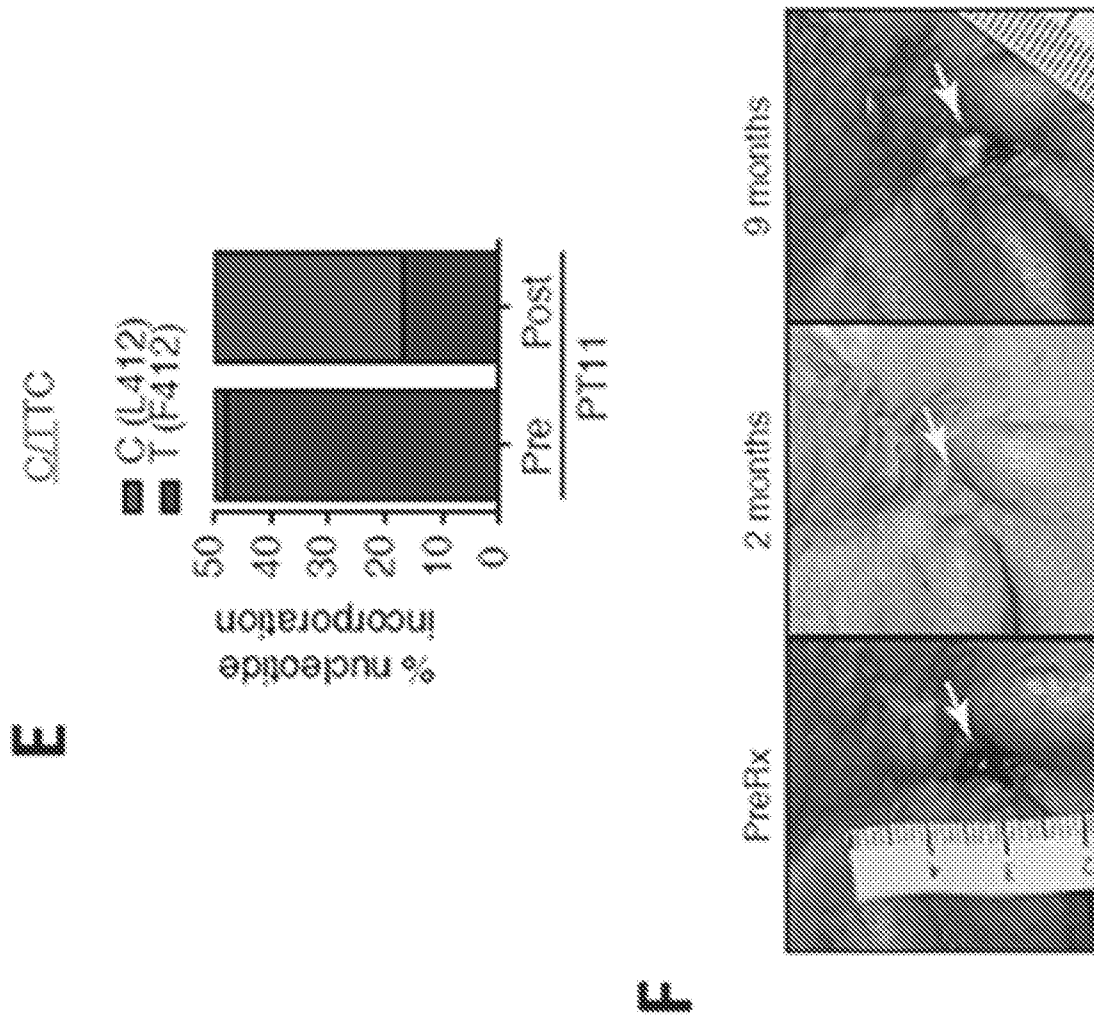 E
C/TTC
C (L412)
T (F412)
% nucleotide
incorporation
50
40
30
20
10
0
Pre
Post
PT11
F
PreRx
2 months
9 months